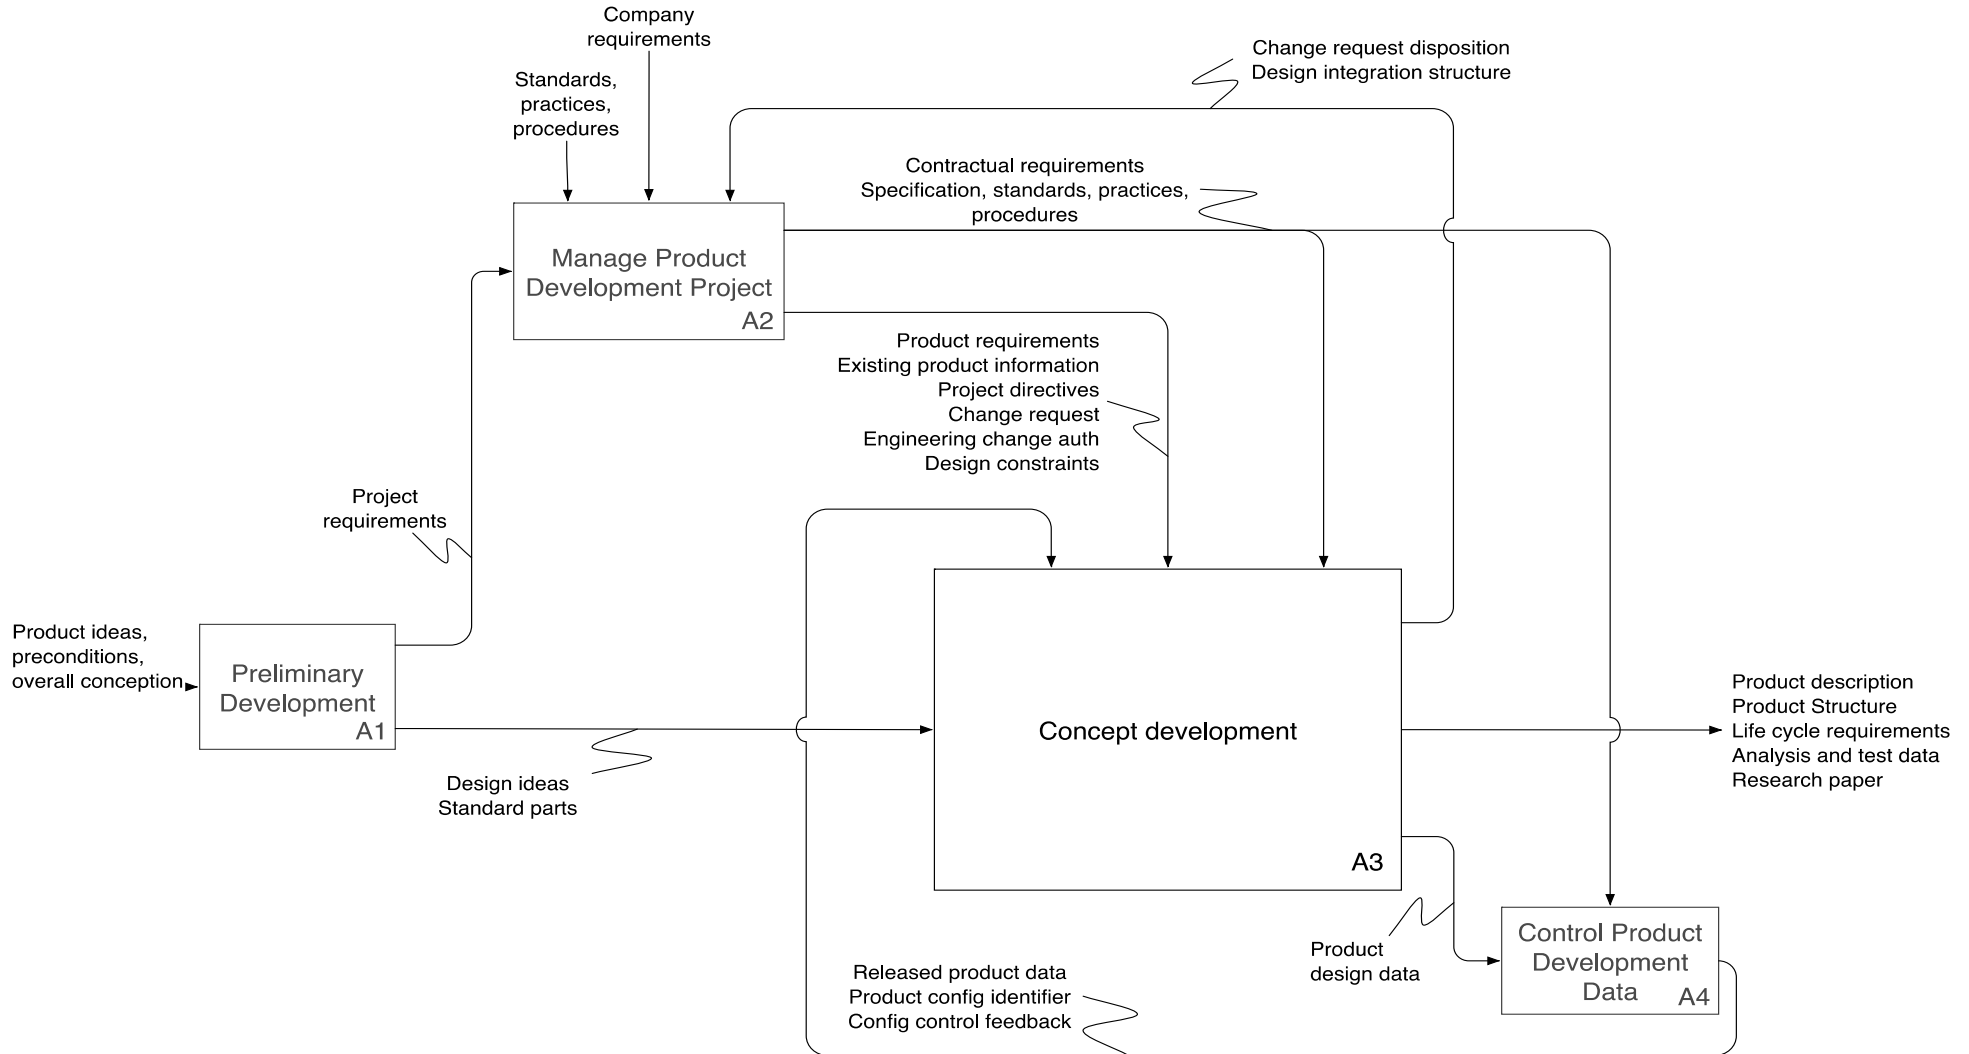 Company
requirements
Standards,
practices,
procedures
Change request disposition
Design integration structure
Contractual requirements
Specification, standards, practices,
procedures
Manage Product
Development Project
A2
Product requirements
Existing product information
Project directives
Change request
Engineering change auth
Design constraints
Project
requirements
Product ideas,
preconditions,
overall conception
Preliminary
Development
A1
Design ideas
Standard parts
Concept development
A3
Product description
Product Structure
Life cycle requirements
Analysis and test data
Research paper
Product
design data
Control Product
Development
Data
A4
Released product data
Product config identifier
Config control feedback